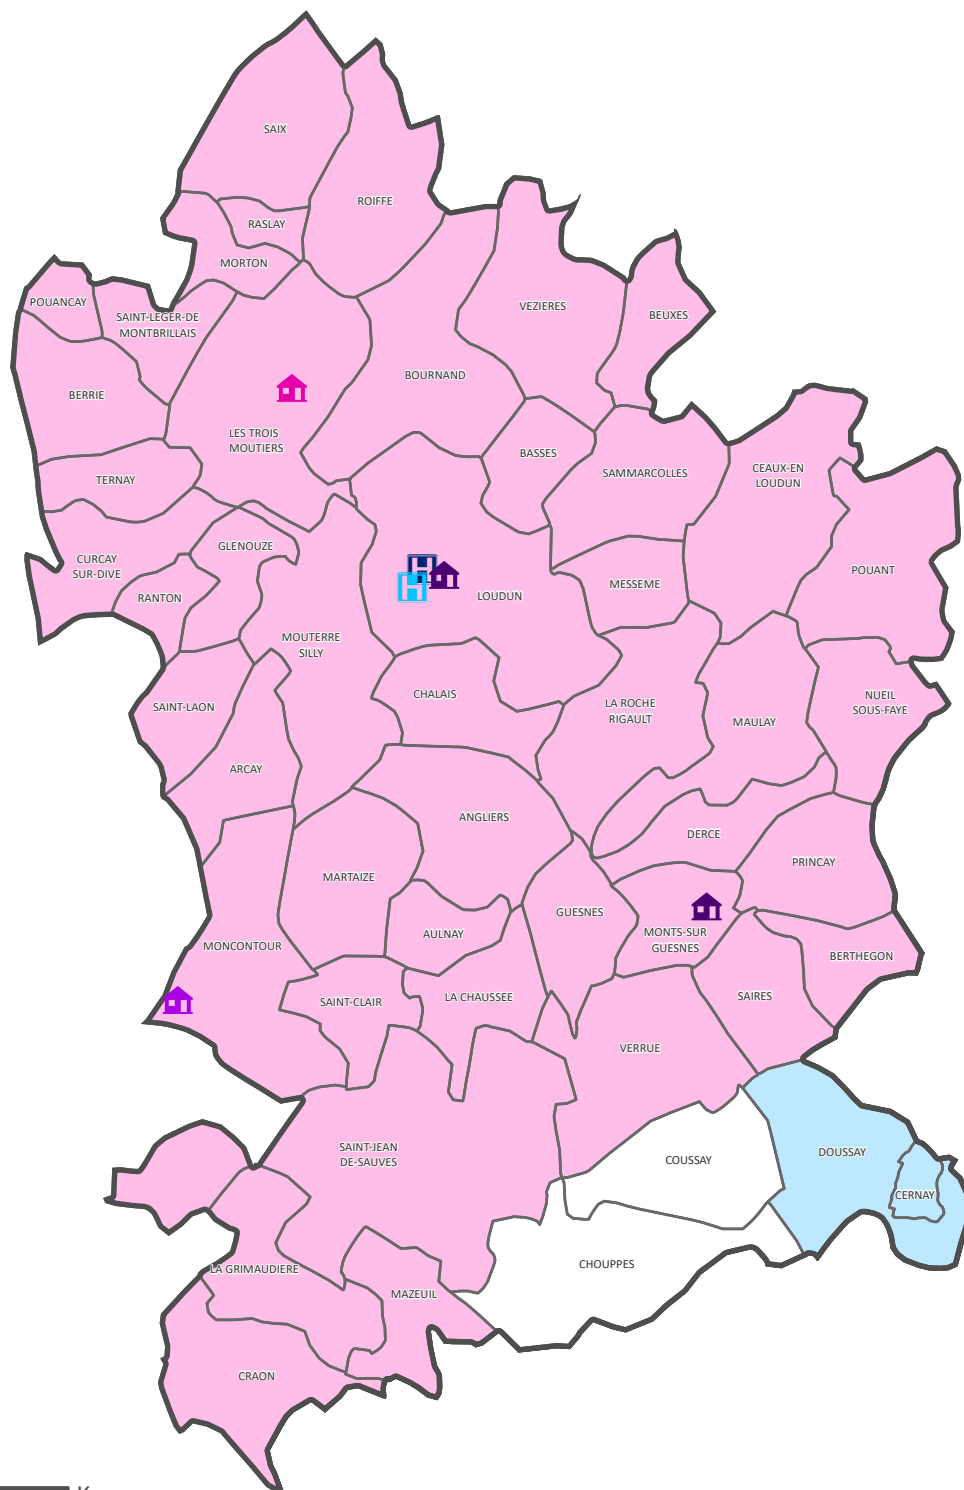 SAIX
ROIFFE
RASLAY
MORTON
POUANCAY
SAINT-LEGER-DE
MONTBRILLAIS
VEZIERES
BEUXES
BERRIE
BOURNAND
LES TROIS
MOUTIERS
BASSES
SAMMARCOLLES
CEAUX-EN
LOUDUN
TERNAY
CURCAY
SUR-DIVE
GLENOUZE
RANTON
H
H
LOUDUN
MESSEME
POUANT
MOUTERRE
SILLY
CHALAIS
SAINT-LAON
LA ROCHE
RIGAULT
MAULAY
NUEIL
SOUS-FAYE
ARCAY
ANGLIERS
DERCE
PRINCAY
MARTAIZE
GUESNES
AULNAY
MONTS-SUR
GUESNES
MONCONTOUR
BERTHEGON
SAINT-CLAIR
LA CHAUSSEE
SAIRES
VERRUE
SAINT-JEAN
DE-SAUVES
COUSSAY
DOUSSAY
CERNAY
LA GRIMAUDIERE
CHOUPPES
MAZEUIL
CRAON